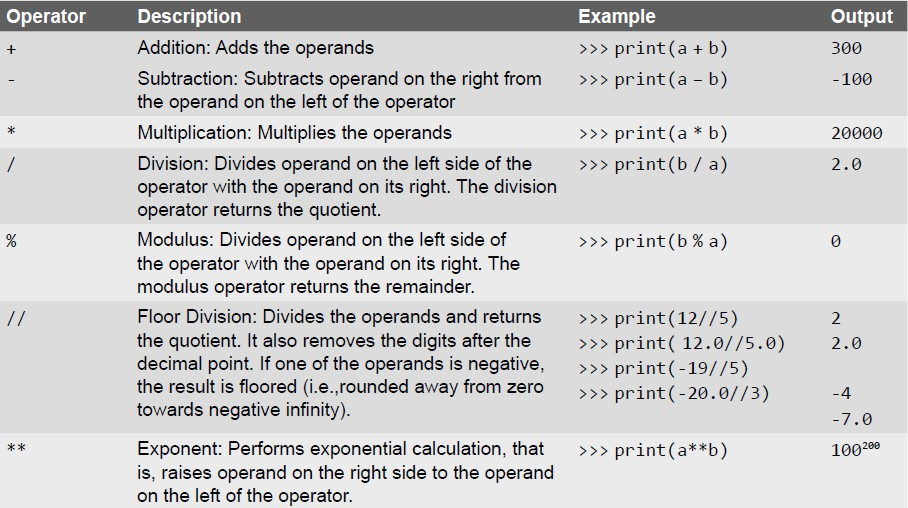 Operator Description Example Output
+ Addition: Adds the operands >>> print(a + b) 300
- Subtraction: Subtracts operand on the right from >>> print(a – b) -100
the operand on the left of the operator
* Multiplication: Multiplies the operands >>> print(a * b) 20000
/ Division: Divides operand on the left side of the >>> print(b / a) 2.0
operator with the operand on its right. The division
operator returns the quotient.
% Modulus: Divides operand on the left side of >>> print(b % a) 0
the operator with the operand on its right. The
modulus operator returns the remainder.
// Floor Division: Divides the operands and returns >>> print(12//5) 2
the quotient. It also removes the digits after the >>> print( 12.0//5.0) 2.0
decimal point. If one of the operands is negative, >>> print(-19//5)
the result is floored (i.e.,rounded away from zero >>> print(-20.0//3) -4
towards negative infinity). -7.0
** Exponent: Performs exponential calculation, that >>> print(a**b) 100²⁰⁰
is, raises operand on the right side to the operand
on the left of the operator.